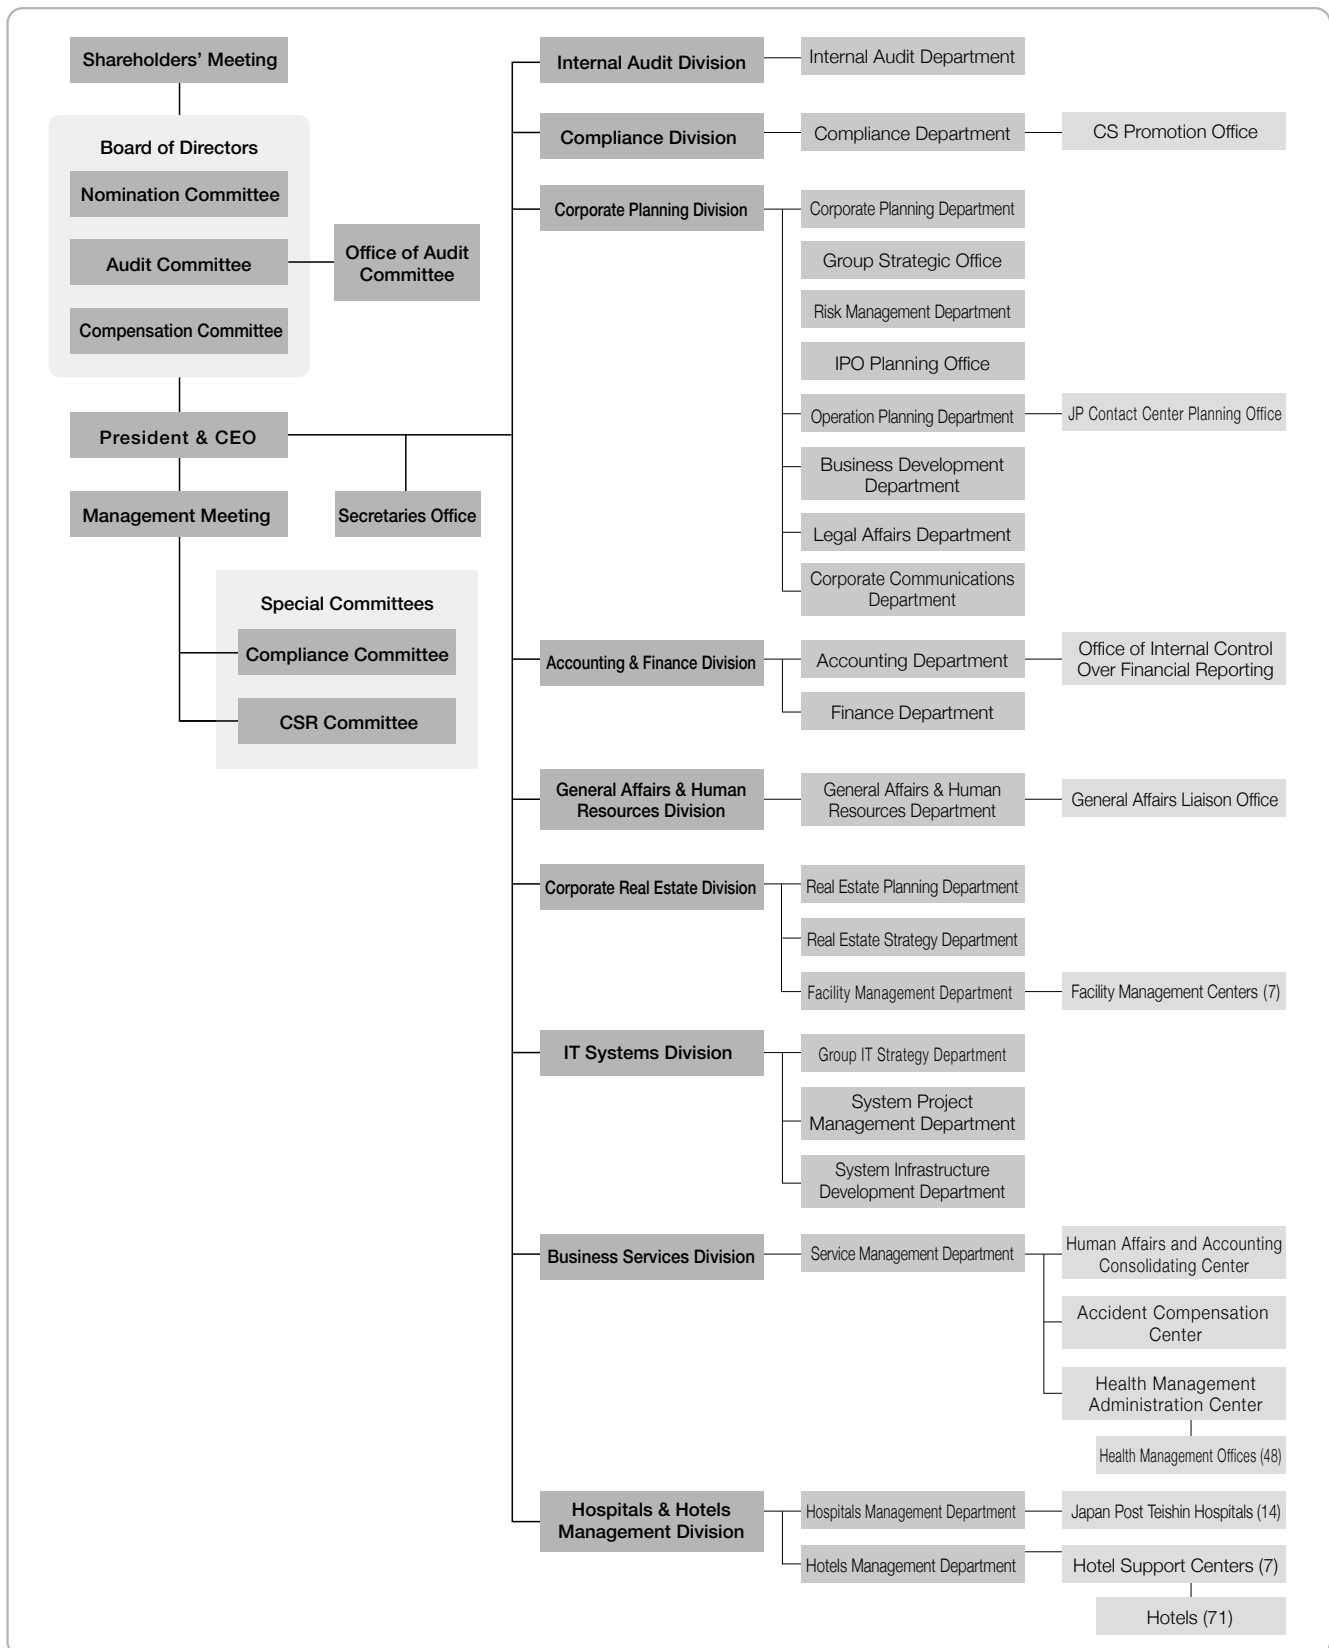 Shareholders’ Meeting
Board of Directors
Nomination Committee
Audit Committee
Office of Audit
Committee
Compensation Committee
President & CEO
Management Meeting
Secretaries Office
Special Committees
Compliance Committee
CSR Committee
Internal Audit Division
Internal Audit Department
Compliance Division
Compliance Department
CS Promotion Office
Corporate Planning Division
Corporate Planning Department
Group Strategic Office
Risk Management Department
IPO Planning Office
Operation Planning Department
JP Contact Center Planning Office
Business Development
Department
Legal Affairs Department
Corporate Communications
Department
Accounting & Finance Division
Accounting Department
Office of Internal Control
Over Financial Reporting
Finance Department
General Affairs & Human
Resources Division
General Affairs & Human
Resources Department
General Affairs Liaison Office
Corporate Real Estate Division
Real Estate Planning Department
Real Estate Strategy Department
Facility Management Department
Facility Management Centers (7)
IT Systems Division
Group IT Strategy Department
System Project
Management Department
System Infrastructure
Development Department
Business Services Division
Service Management Department
Human Affairs and Accounting
Consolidating Center
Accident Compensation
Center
Health Management
Administration Center
Health Management Offices (48)
Hospitals & Hotels
Management Division
Hospitals Management Department
Japan Post Teishin Hospitals (14)
Hotels Management Department
Hotel Support Centers (7)
Hotels (71)